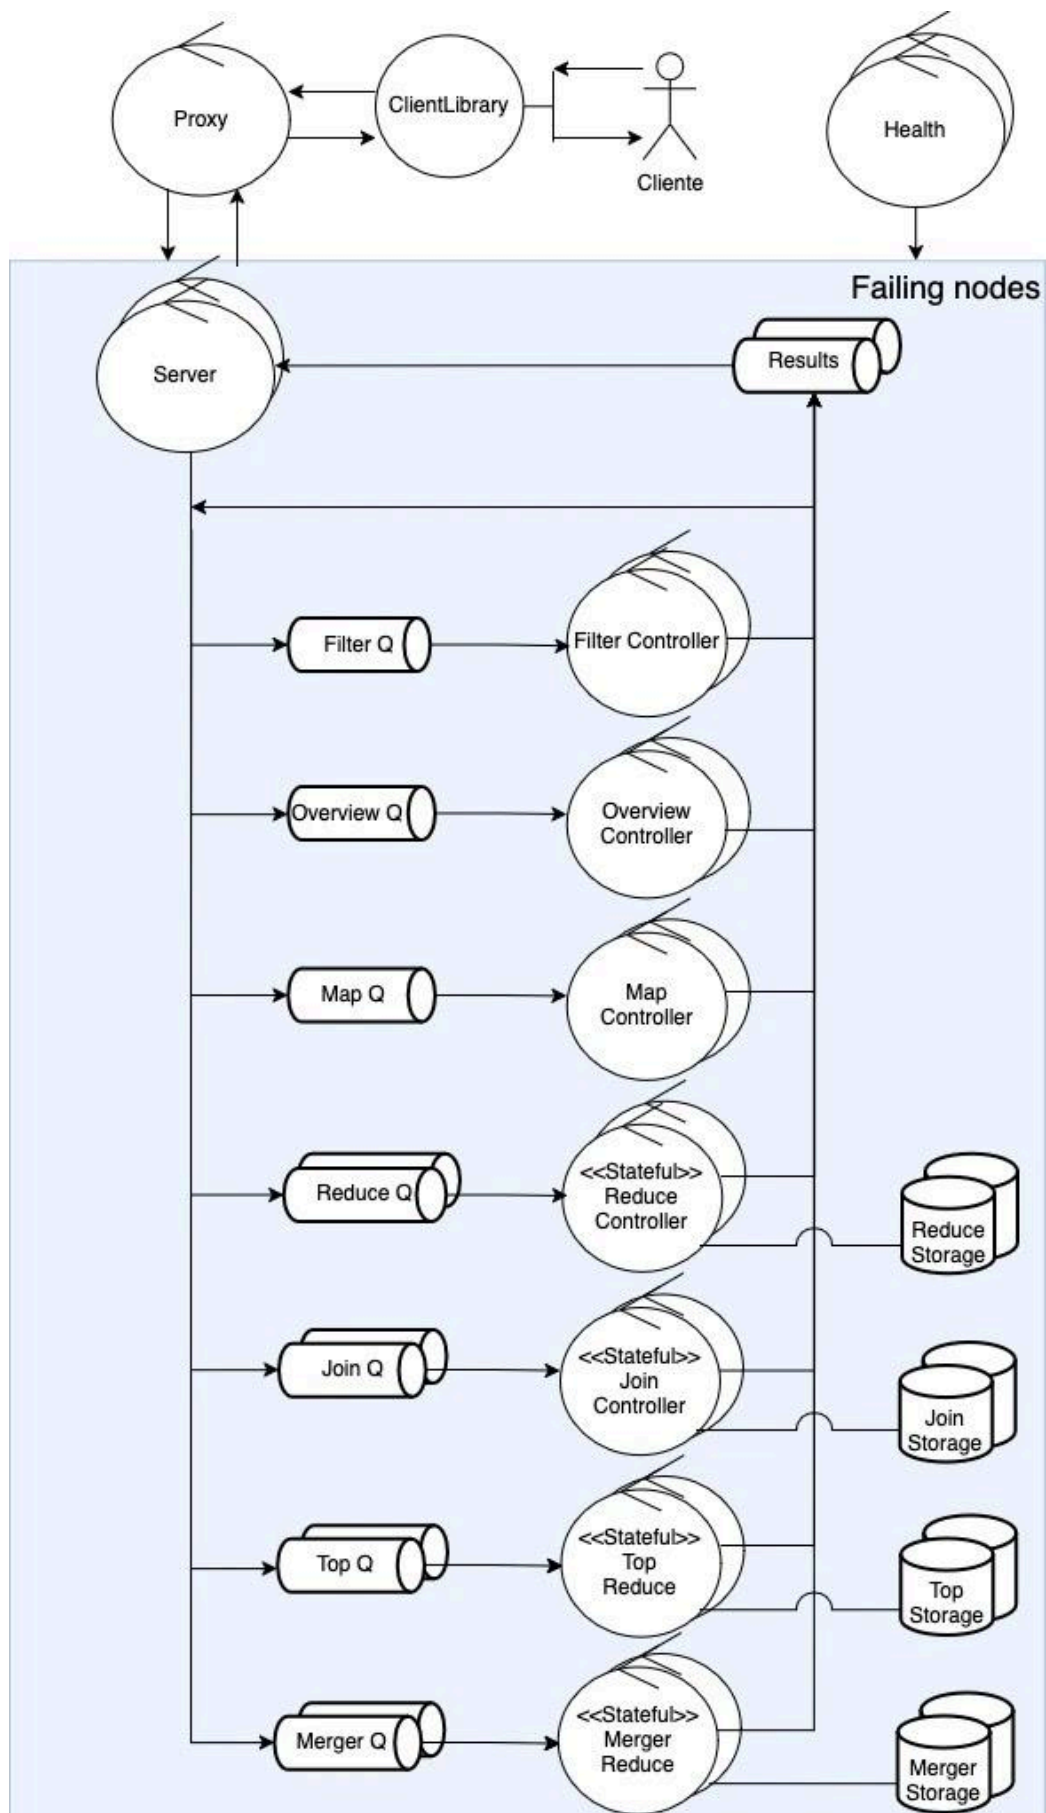 Proxy
ClientLibrary
Cliente
Health
Failing nodes
Server
Results
Filter Q
Filter Controller
Overview Q
Overview
Controller
Map Q
Map
Controller
Reduce Q
<<Stateful>>
Reduce
Controller
Reduce
Storage
Join Q
<<Stateful>>
Join
Controller
Join
Storage
Top Q
<<Stateful>>
Top
Reduce
Top
Storage
Merger Q
<<Stateful>>
Merger
Reduce
Merger
Storage